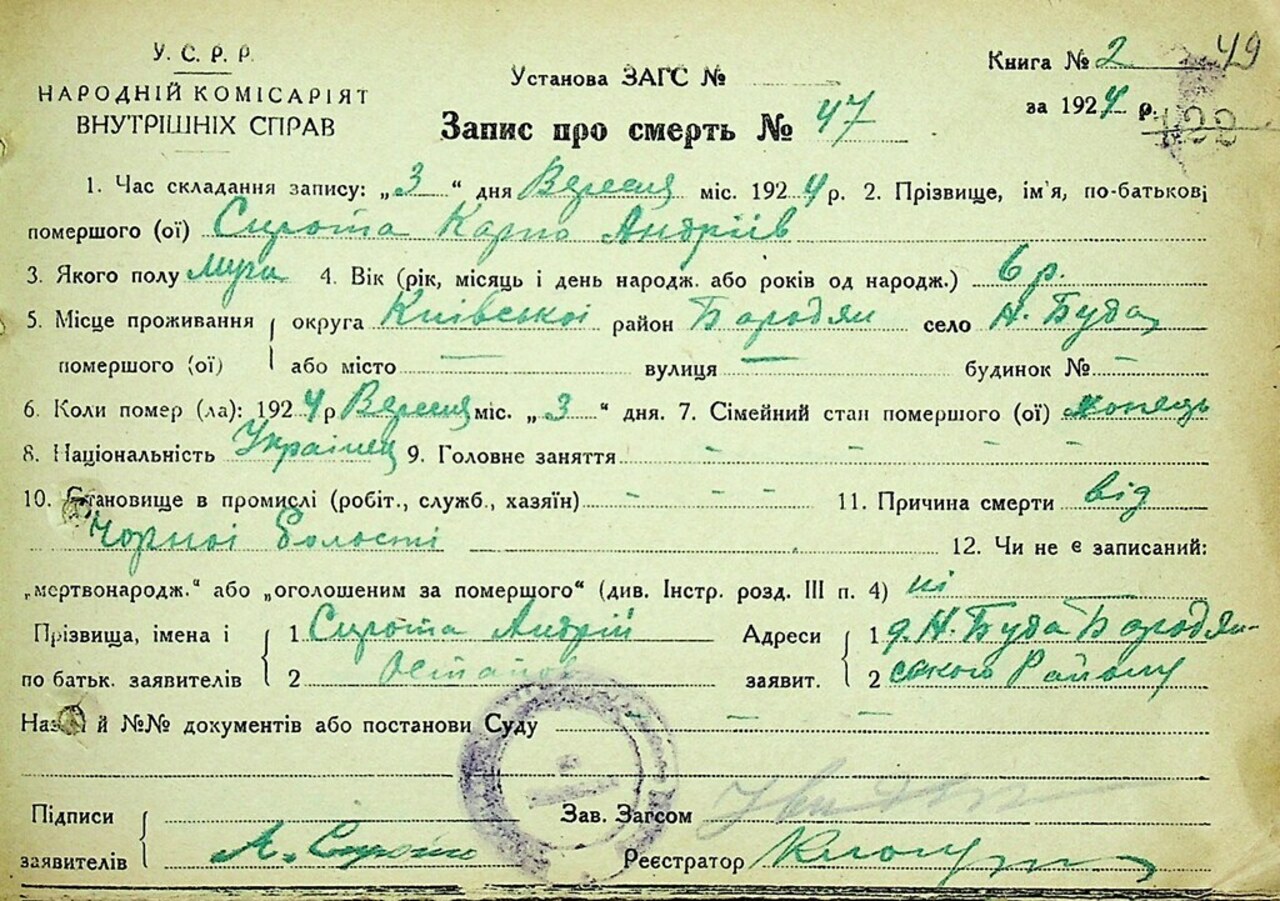 У. С. Р. Р.
НАРОДНІЙ КОМІСАРІЯТ
ВНУТРІШНІХ СПРАВ
Установа ЗАГС №
Запис про смерть № 47
Книга № 2 49
за 1924 р.
1. Час складання запису: „3“ дня Вересня міс. 1924 р. 2. Прізвище, ім'я, по-батькові
помершого (ої) Сирота Карпо Андріїв
3. Якого полу Муж 4. Вік (рік, місяць і день народж. або років од народж.) 6 р.
5. Місце проживання округа Київської район Бородян село Н. Буда
помершого (ої) або місто — вулиця — будинок № —
6. Коли помер (ла): 1924 р Вересня міс. „3“ дня. 7. Сімейний стан помершого (ої)
8. Національність Украінец 9. Головне заняття - - - - -
10. Становище в промислі (робіт., служб., хазяїн) - - - 11. Причина смерти від
Чорноі Болості 12. Чи не є записаний:
„мертвонародж.“ або „оголошеним за помершого“ (див. Інстр. розд. III п. 4) ні
Прізвища, імена і 1 Сирота Андрій Адреси 1 д. Н. Буда Бородян-
по батьк. заявителів 2 Остапов заявит. 2 ського Району
Назви й №№ документів або постанови Суду — — —
Підписи Зав. Загсом
заявителів А. Сирота Реєстратор